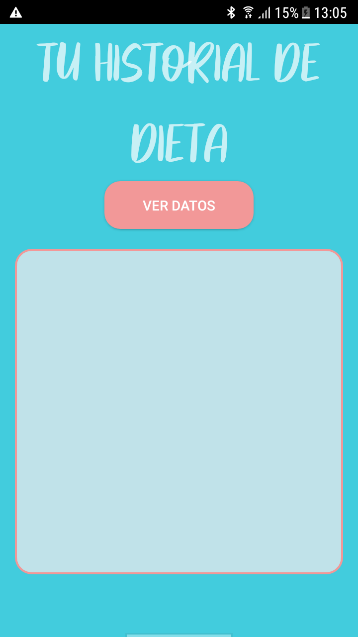 15% 13:05
TU HISTORIAL DE
DIETA
VER DATOS